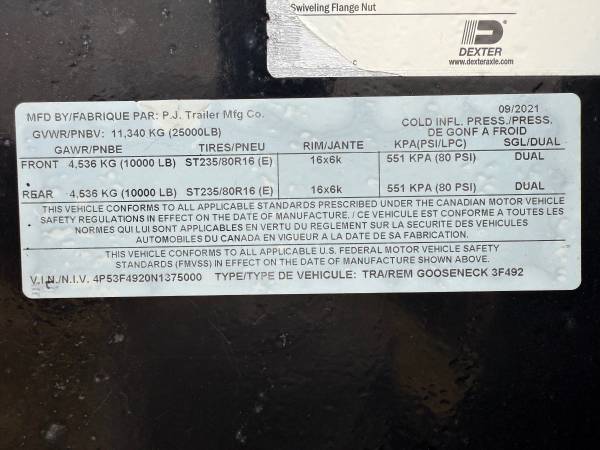 Swiveling Flange Nut
DEXTER
www.dexteraxle.com
MFD BY/FABRIQUE PAR: P.J. Trailer Mfg Co. 09/2021
GVWR/PNBV: 11,340 KG (25000LB) COLD INFL. PRESS./PRESS. DE GONF A FROID
GAWR/PNBE TIRES/PNEU RIM/JANTE KPA(PSI/LPC) SGL/DUAL
FRONT 4,536 KG (10000 LB) ST235/80R16 (E) 16x6k 551 KPA (80 PSI) DUAL
REAR 4,536 KG (10000 LB) ST235/80R16 (E) 16x6k 551 KPA (80 PSI) DUAL
THIS VEHICLE CONFORMS TO ALL APPLICABLE STANDARDS PRESCRIBED UNDER THE CANADIAN MOTOR VEHICLE
SAFETY REGULATIONS IN EFFECT ON THE DATE OF MANUFACTURE. / CE VEHICULE EST CONFORME A TOUTES LES
NORMES QUI LUI SONT APPLICABLES EN VERTU DU REGLEMENT SUR LA SECURITE DES VEHICULES
AUTOMOBILES DU CANADA EN VIGUEUR A LA DATE DE SA FABRICATION.
THIS VEHICLE CONFORMS TO ALL APPLICABLE U.S. FEDERAL MOTOR VEHICLE SAFETY
STANDARDS (FMVSS) IN EFFECT ON THE DATE OF MANUFACTURE SHOWN ABOVE.
V.I.N./N.I.V. 4P53F4920N1375000 TYPE/TYPE DE VEHICULE: TRA/REM GOOSENECK 3F492